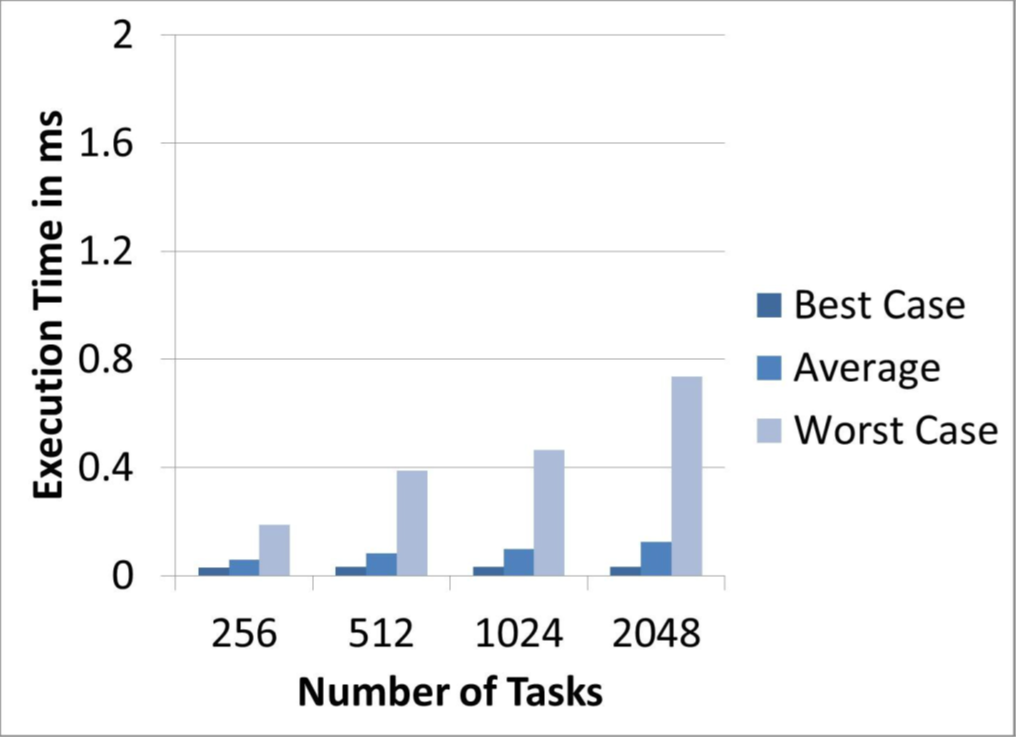 2
1.6
1.2
0.8
0.4
0
Execution Time in ms
256 512 1024 2048
Number of Tasks
Best Case
Average
Worst Case